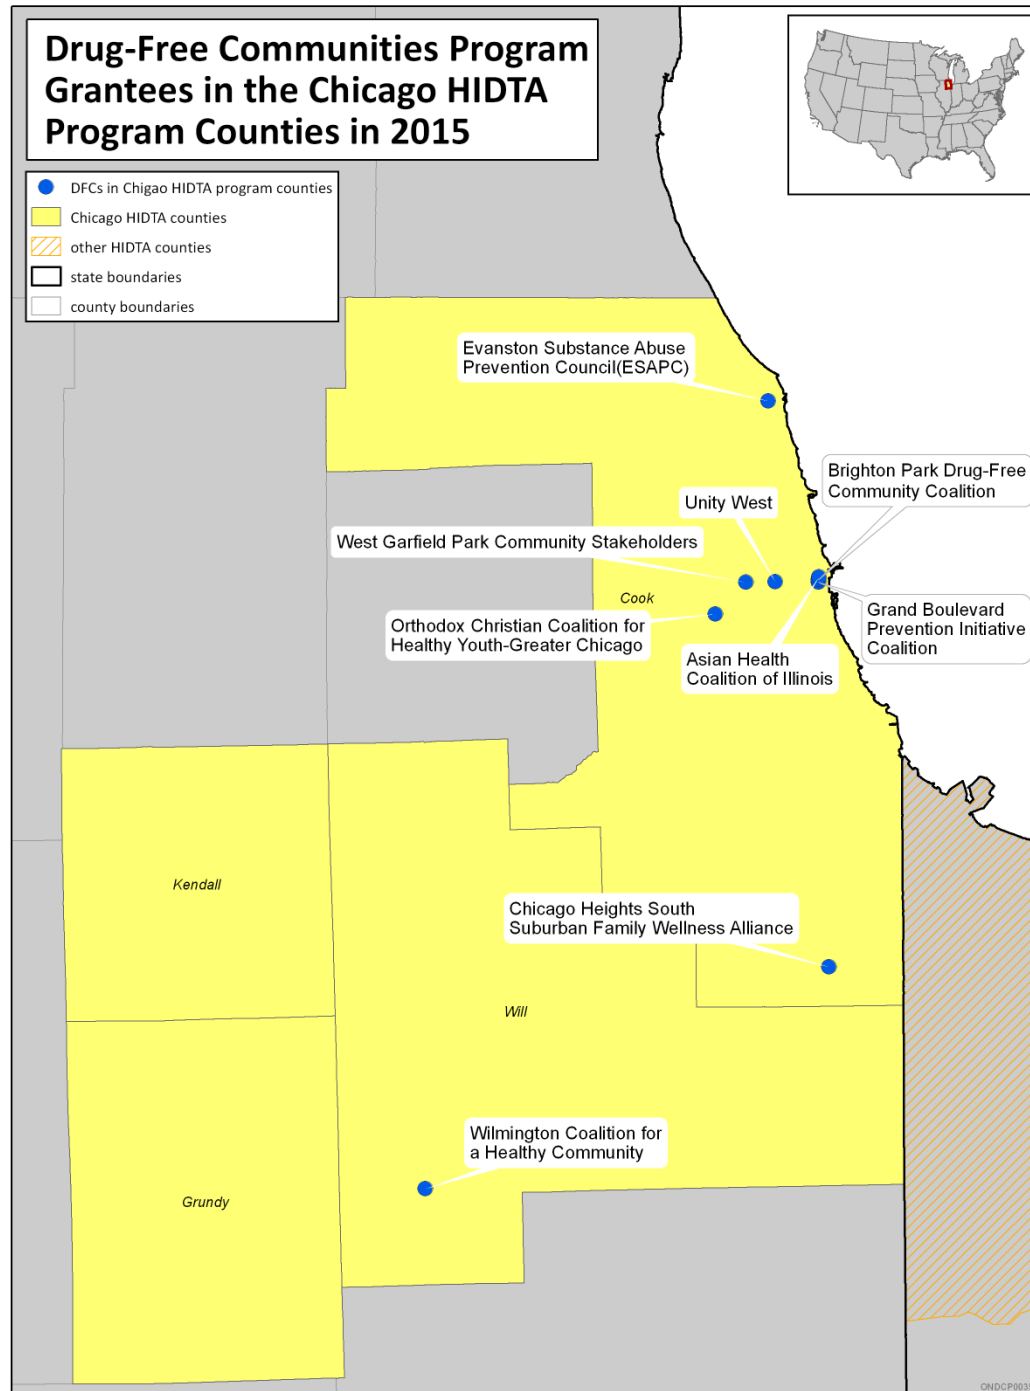 Drug-Free Communities Program
Grantees in the Chicago HIDTA
Program Counties in 2015
DFCs in Chigao HIDTA program counties
Chicago HIDTA counties
other HIDTA counties
state boundaries
county boundaries
Evanston Substance Abuse
Prevention Council(ESAPC)
Brighton Park Drug-Free
Community Coalition
Unity West
West Garfield Park Community Stakeholders
Cook
Grand Boulevard
Prevention Initiative
Coalition
Orthodox Christian Coalition for
Healthy Youth-Greater Chicago
Asian Health
Coalition of Illinois
Kendall
Chicago Heights South
Suburban Family Wellness Alliance
Will
Wilmington Coalition for
a Healthy Community
Grundy